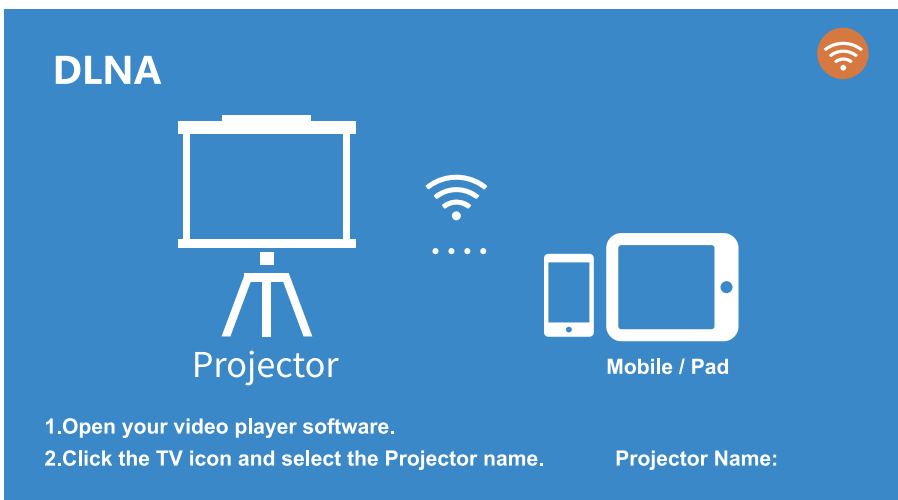 DLNA
Projector
Mobile / Pad
1.Open your video player software.
2.Click the TV icon and select the Projector name.
Projector Name: